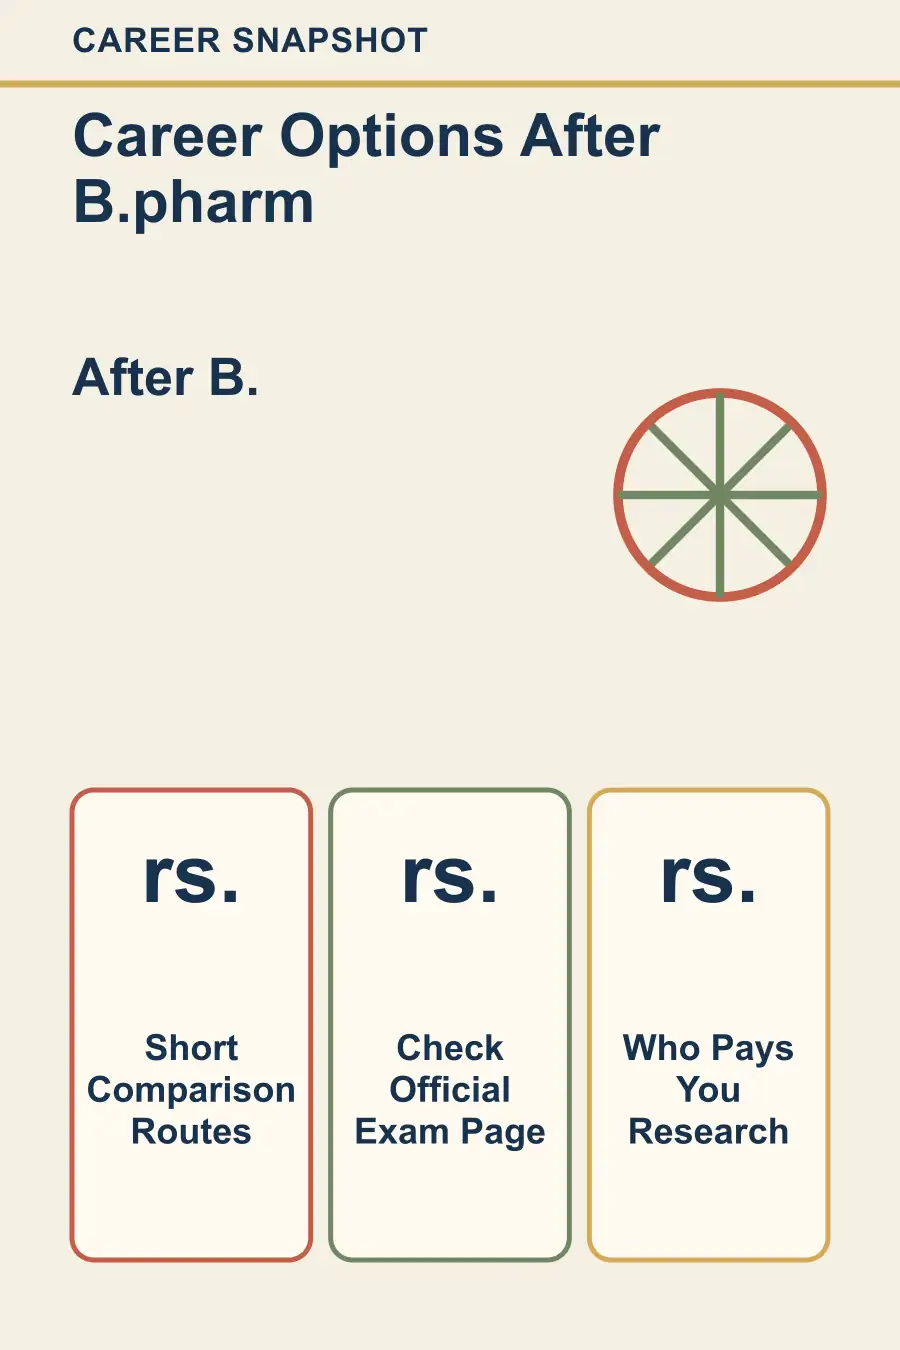 CAREER SNAPSHOT
Career Options After
B.pharm
After B.
rs.
Short
Comparison
Routes
rs.
Check
Official
Exam Page
rs.
Who Pays
You
Research